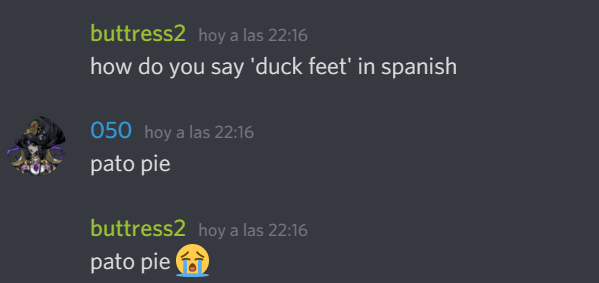 buttress2 hoy a las 22:16
how do you say 'duck feet' in spanish
050 hoy a las 22:16
pato pie
buttress2 hoy a las 22:16
pato pie 😭